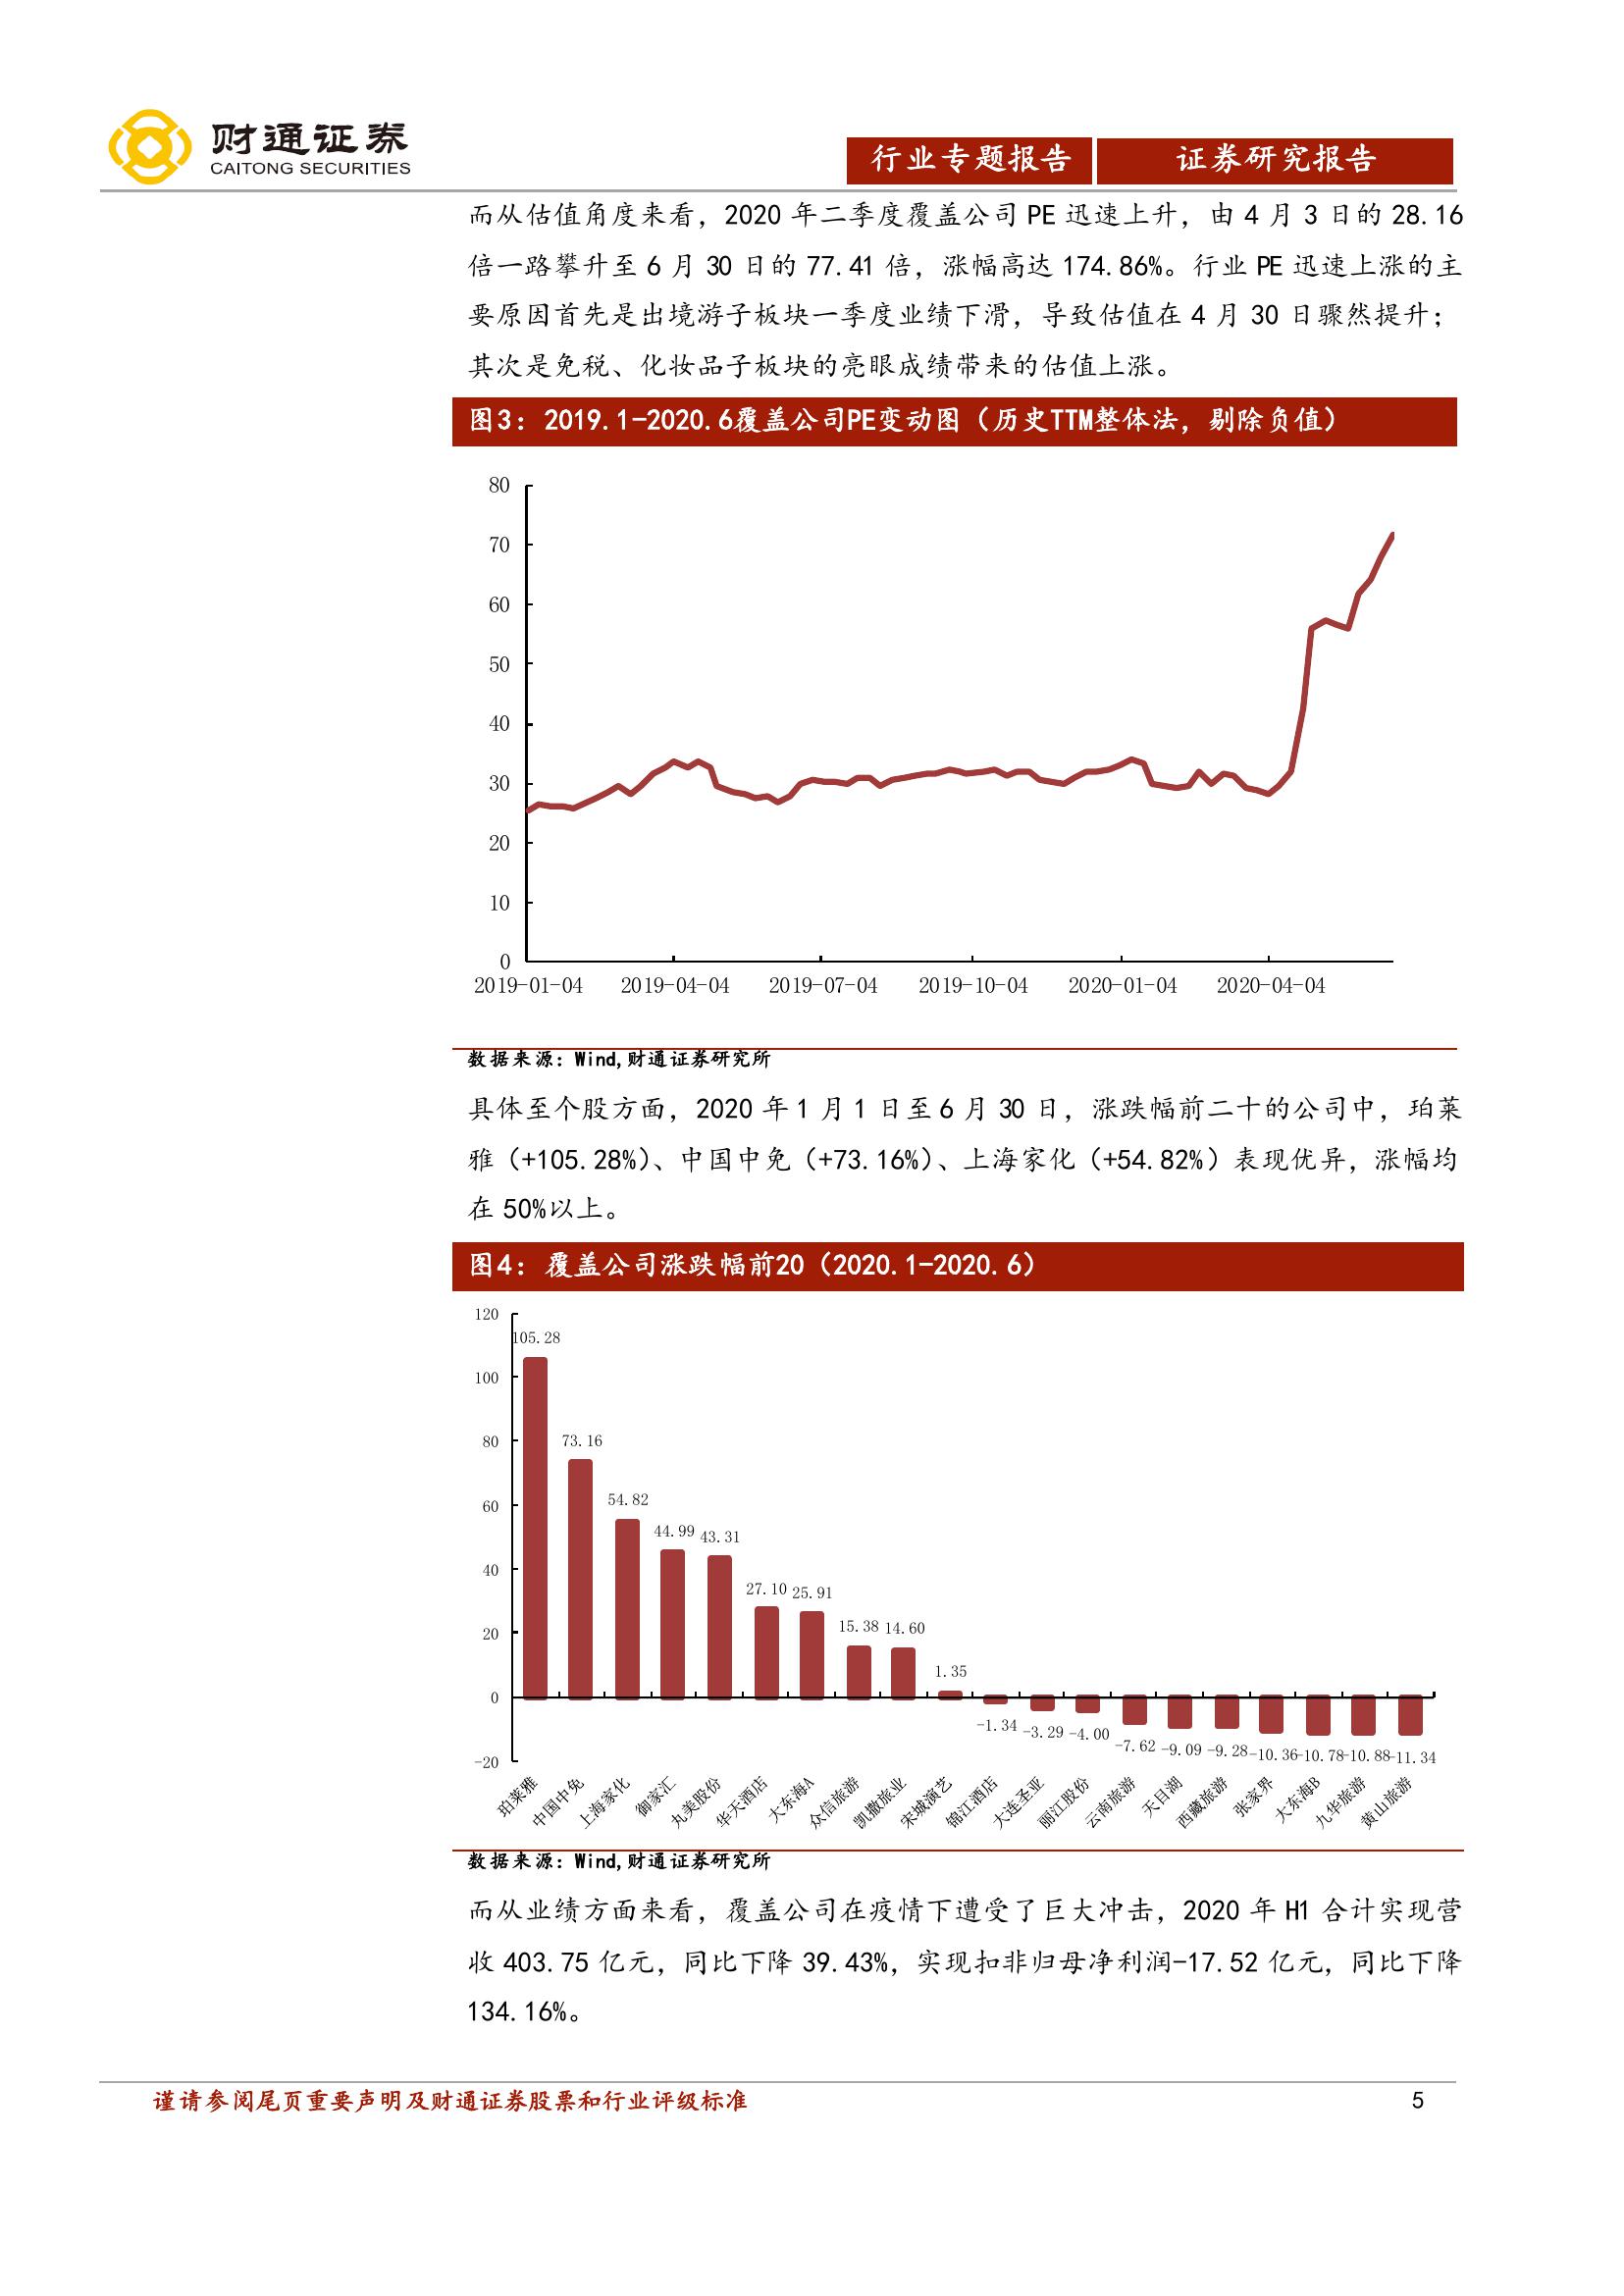 财通证券
CAITONG SECURITIES
行业专题报告
证券研究报告
而从估值角度来看，2020 年二季度覆盖公司 PE 迅速上升，由 4 月 3 日的 28.16
倍一路攀升至 6 月 30 日的 77.41 倍，涨幅高达 174.86%。行业 PE 迅速上涨的主
要原因首先是出境游子板块一季度业绩下滑，导致估值在 4 月 30 日骤然提升；
其次是免税、化妆品子板块的亮眼成绩带来的估值上涨。
图3：2019.1-2020.6覆盖公司PE变动图（历史TTM整体法，剔除负值）
80
70
60
50
40
30
20
10
0
2019-01-04 2019-04-04 2019-07-04 2019-10-04 2020-01-04 2020-04-04
数据来源：Wind,财通证券研究所
具体至个股方面，2020 年 1 月 1 日至 6 月 30 日，涨跌幅前二十的公司中，珀莱
雅（+105.28%）、中国中免（+73.16%）、上海家化（+54.82%）表现优异，涨幅均
在 50%以上。
图4：覆盖公司涨跌幅前20（2020.1-2020.6）
120
100
80
60
40
20
0
-20
105.28
73.16
54.82
44.99
43.31
27.10
25.91
15.38
14.60
1.35
-1.34
-3.29
-4.00
-7.62
-9.09
-9.28
-10.36
-10.78
-10.88
-11.34
珀莱雅
中国中免
上海家化
御家汇
丸美股份
华天酒店
大东海A
众信旅游
凯撒旅业
宋城演艺
锦江酒店
大连圣亚
丽江股份
云南旅游
天目湖
西藏旅游
张家界
大东海B
九华旅游
黄山旅游
数据来源：Wind,财通证券研究所
而从业绩方面来看，覆盖公司在疫情下遭受了巨大冲击，2020 年 H1 合计实现营
收 403.75 亿元，同比下降 39.43%，实现扣非归母净利润-17.52 亿元，同比下降
134.16%。
谨请参阅尾页重要声明及财通证券股票和行业评级标准
5